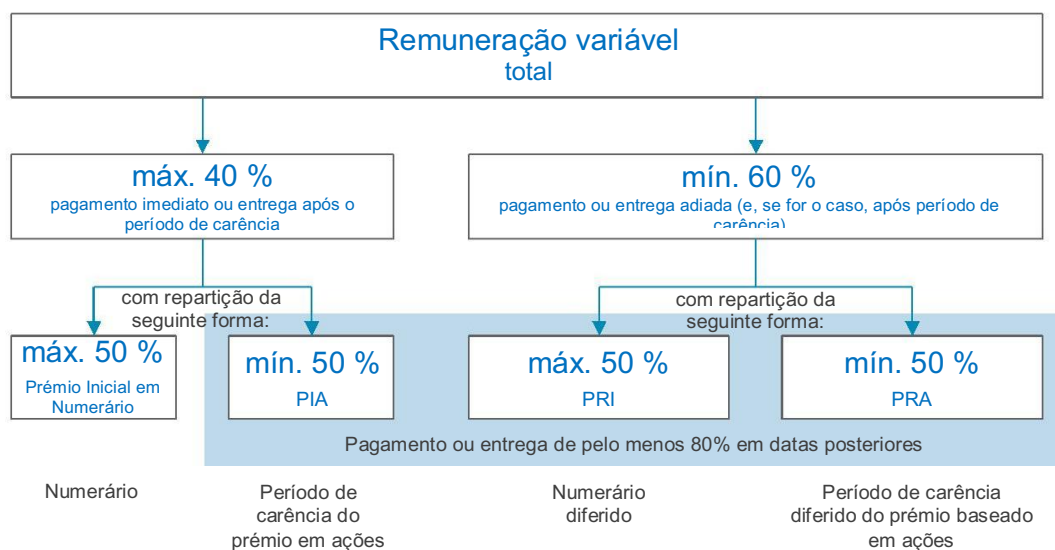 Remuneração variável
total
máx. 40 %
pagamento imediato ou entrega após o
período de carência
mín. 60 %
pagamento ou entrega adiada (e, se for o caso, após período de
carência)
com repartição da
seguinte forma:
com repartição da
seguinte forma:
máx. 50 %
Prémio Inicial em
Numerário
mín. 50 %
PIA
máx. 50 %
PRI
mín. 50 %
PRA
Pagamento ou entrega de pelo menos 80% em datas posteriores
Numerário
Período de
carência do
prémio em ações
Numerário
diferido
Período de carência
diferido do prémio baseado
em ações